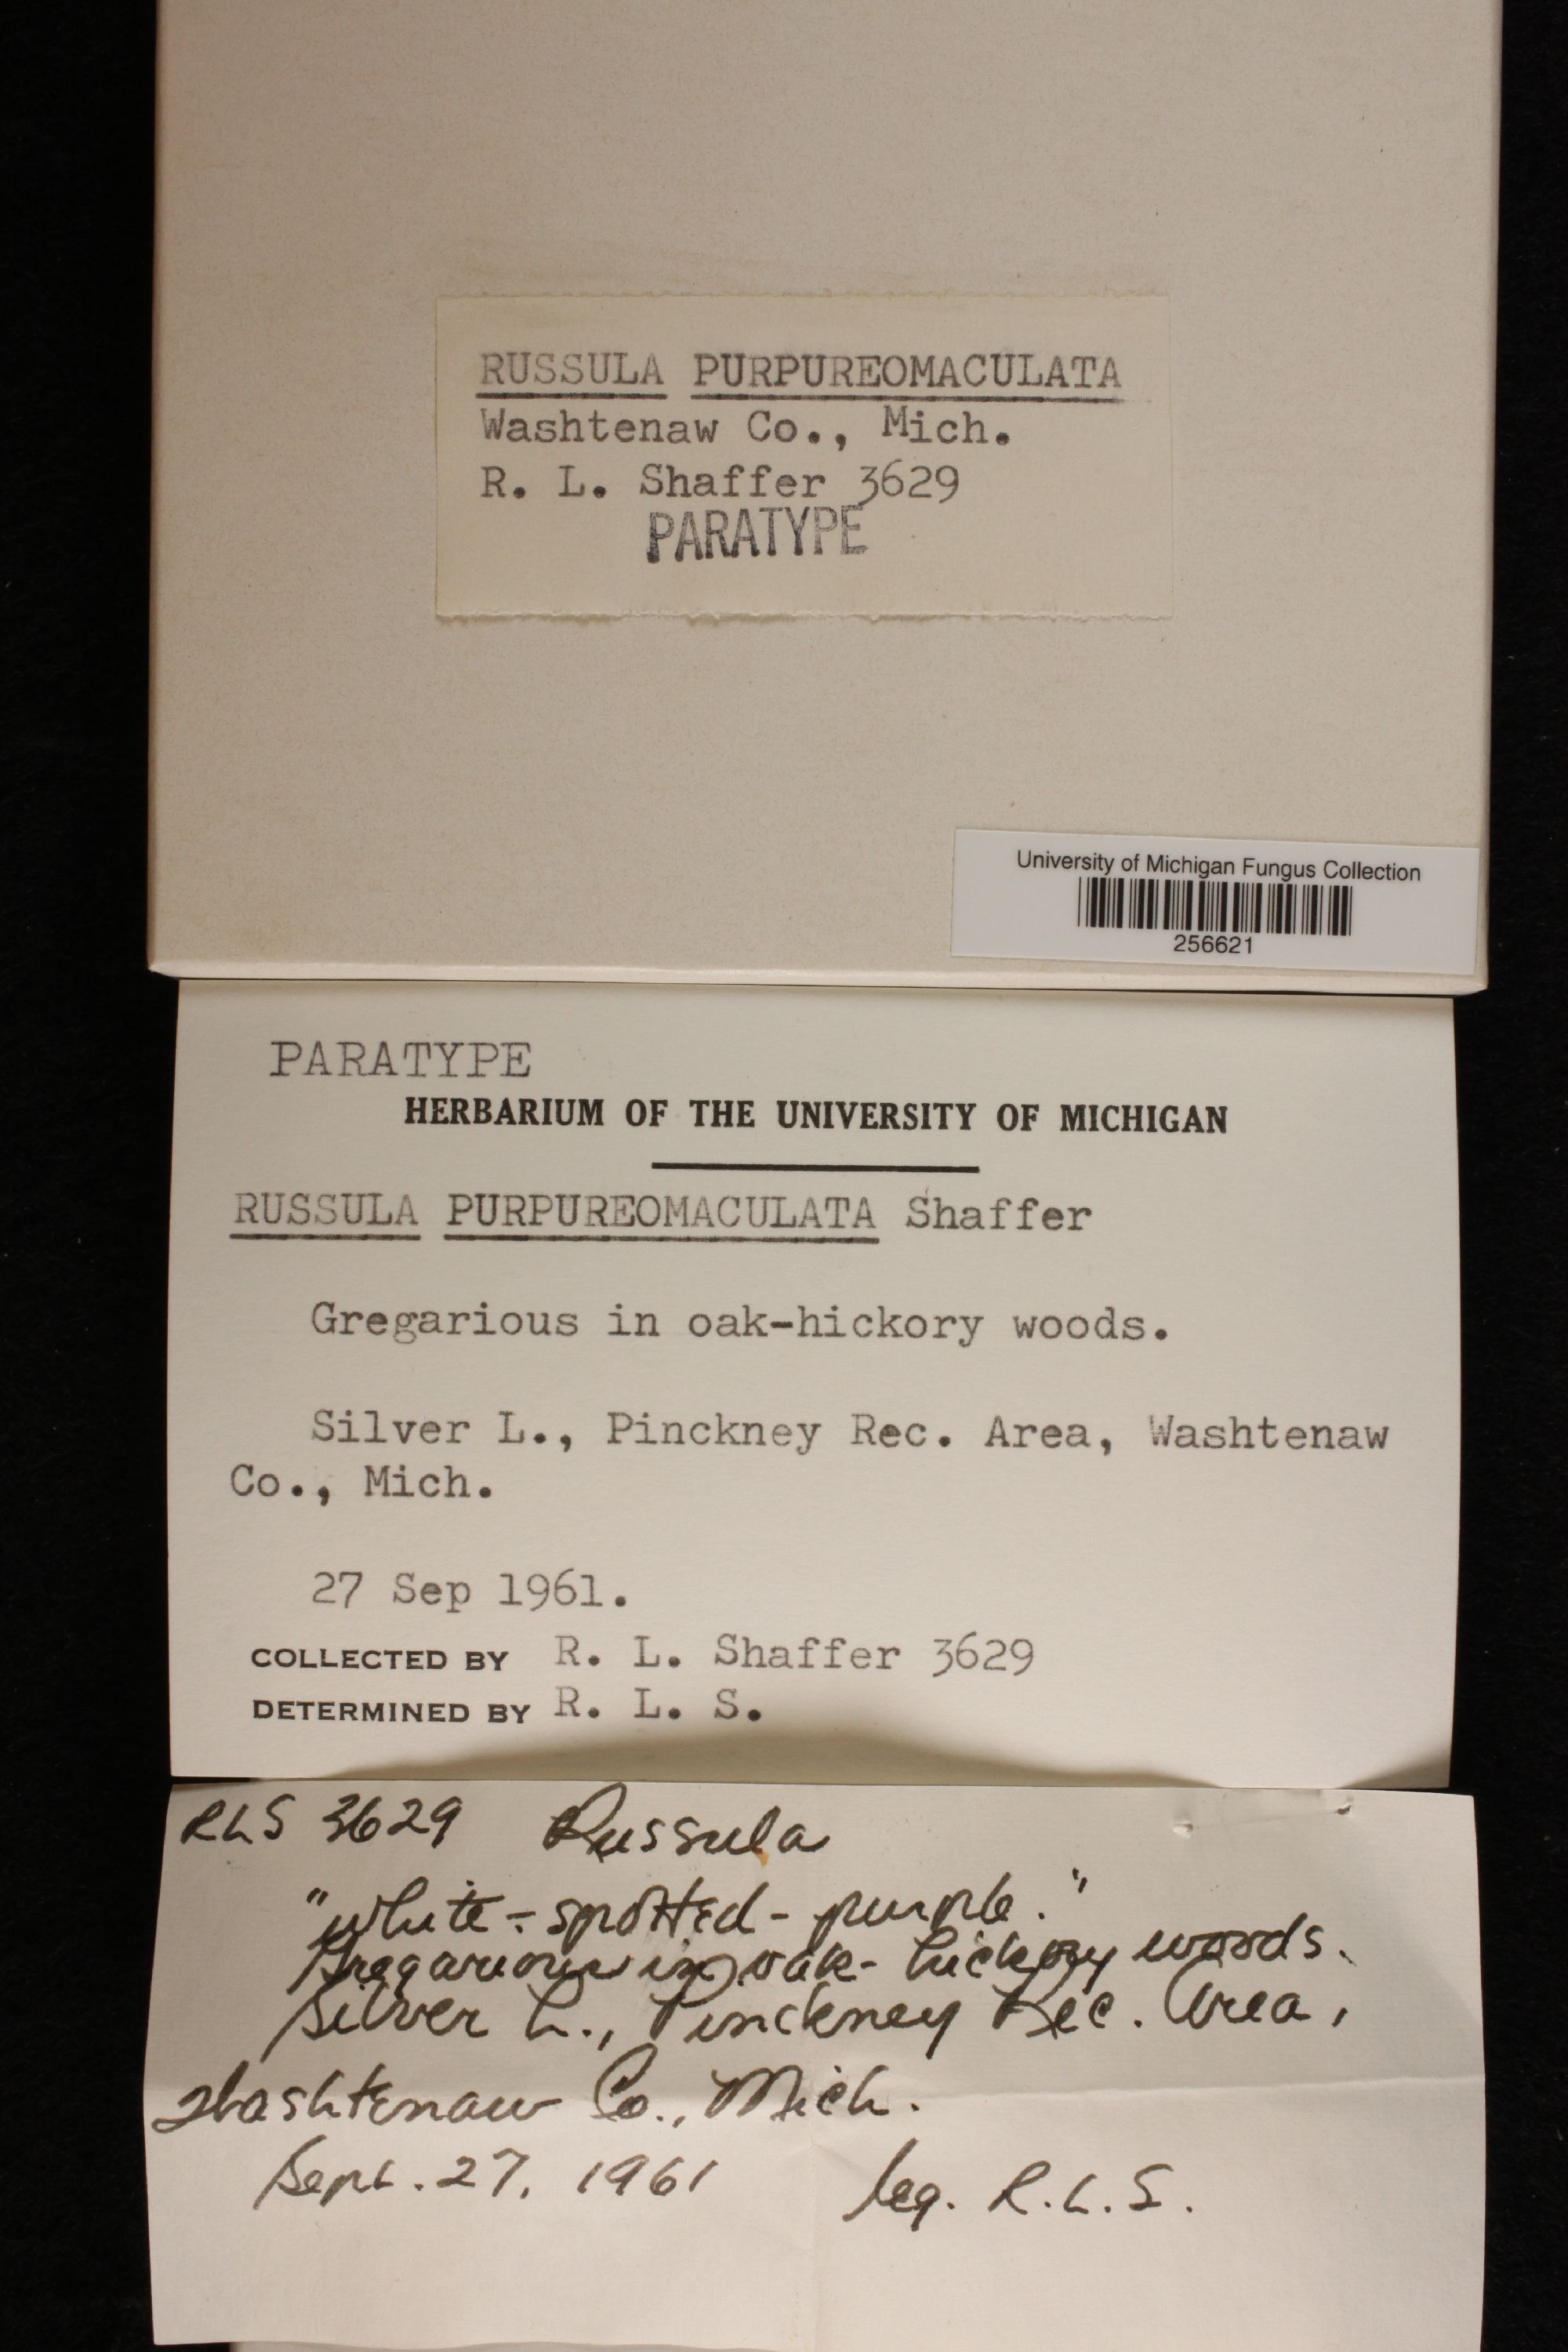 RUSSULA PURPUREOMACULATA
Washtenaw Co., Mich.
R. L. Shaffer 3629
PARATYPE
University of Michigan Fungus Collection
256621
PARATYPE
HERBARIUM OF THE UNIVERSITY OF MICHIGAN
RUSSULA PURPUREOMACULATA Shaffer
Gregarious in oak-hickory woods.
Silver L., Pinckney Rec. Area, Washtenaw
Co., Mich.
27 Sep 1961.
COLLECTED BY R. L. Shaffer 3629
DETERMINED BY R. L. S.
RLS 3629 Russula
"white-spotted-purple."
Gregarious in oak-hickory woods.
Silver L., Pinckney Rec. Area,
Washtenaw Co., Mich.
Sept. 27, 1961 leg. R.L.S.